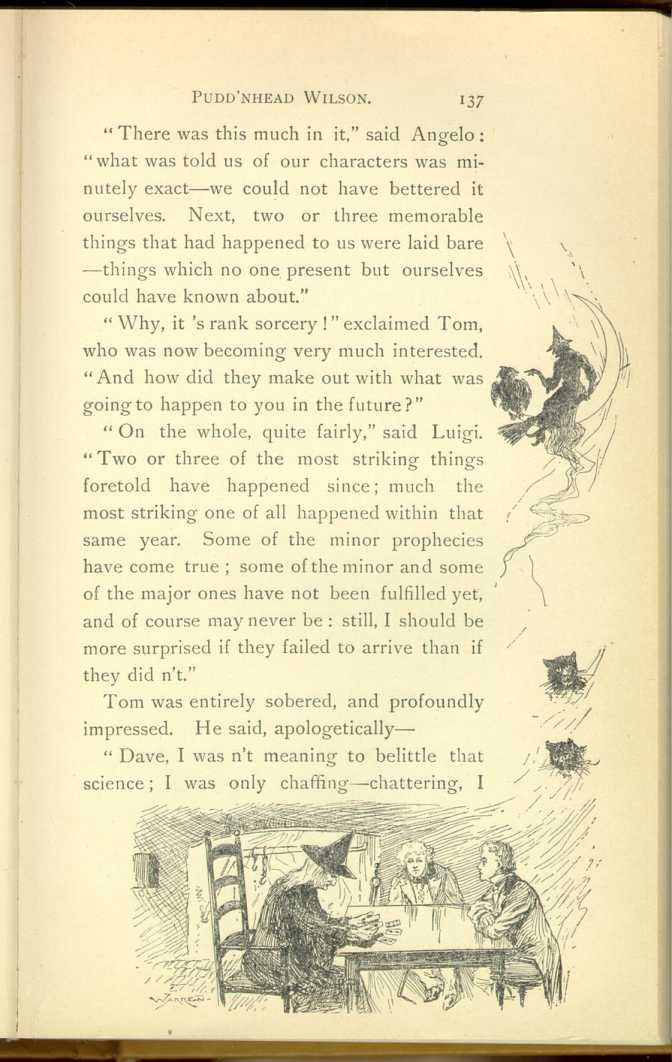 PUDD'NHEAD WILSON. 137
“There was this much in it,” said Angelo:
“what was told us of our characters was mi-
nutely exact—we could not have bettered it
ourselves. Next, two or three memorable
things that had happened to us were laid bare
—things which no one present but ourselves
could have known about.”
“Why, it 's rank sorcery!” exclaimed Tom,
who was now becoming very much interested.
“And how did they make out with what was
going to happen to you in the future?”
“On the whole, quite fairly,” said Luigi.
“Two or three of the most striking things
foretold have happened since; much the
most striking one of all happened within that
same year. Some of the minor prophecies
have come true; some of the minor and some
of the major ones have not been fulfilled yet,
and of course may never be: still, I should be
more surprised if they failed to arrive than if
they did n't.”
Tom was entirely sobered, and profoundly
impressed. He said, apologetically—
“Dave, I was n't meaning to belittle that
science; I was only chaffing—chattering, I
WARREN